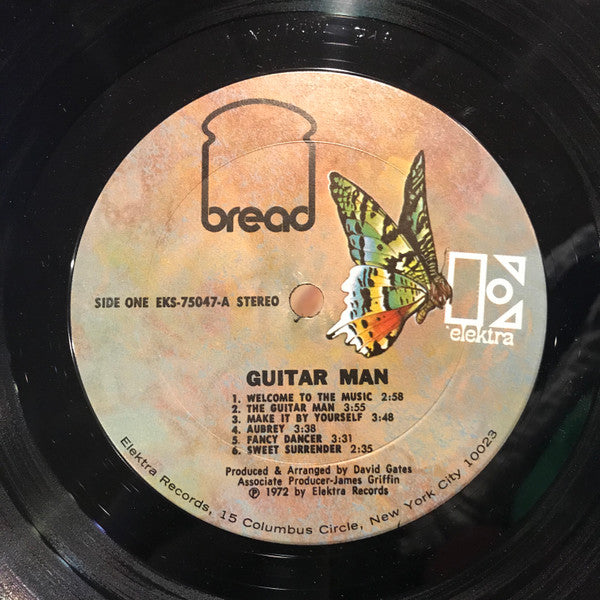 bread
elektra
SIDE ONE EKS-75047-A STEREO
GUITAR MAN
1. WELCOME TO THE MUSIC 2:58
2. THE GUITAR MAN 3:55
3. MAKE IT BY YOURSELF 3:48
4. AUBREY 3:38
5. FANCY DANCER 3:31
6. SWEET SURRENDER 2:35
Produced & Arranged by David Gates
Associate Producer-James Griffin
Ⓟ 1972 by Elektra Records
Elektra Records, 15 Columbus Circle, New York City 10023